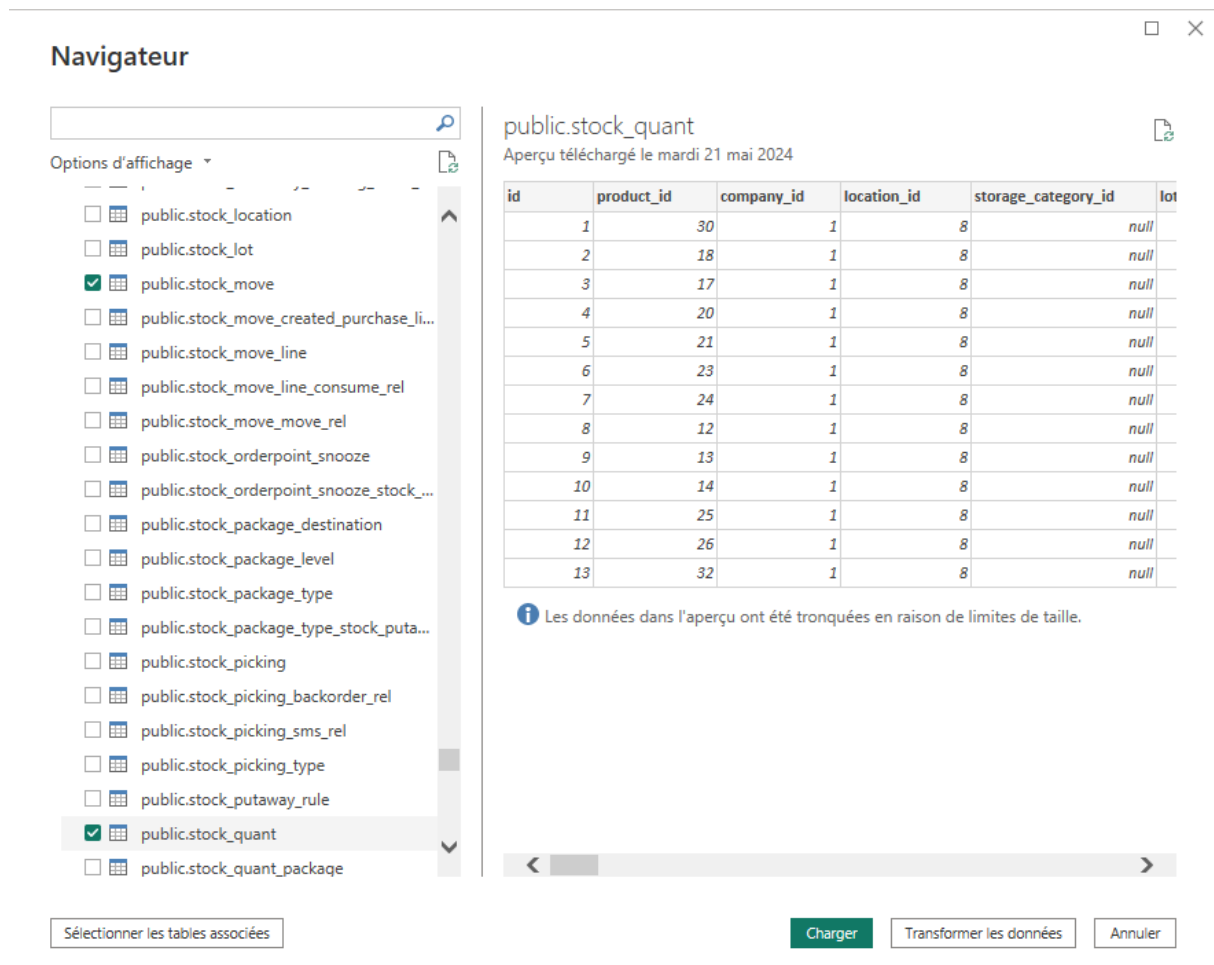 Navigateur
Options d'affichage
public.stock_location
public.stock_lot
public.stock_move
public.stock_move_created_purchase_li...
public.stock_move_line
public.stock_move_line_consume_rel
public.stock_move_move_rel
public.stock_orderpoint_snooze
public.stock_orderpoint_snooze_stock_...
public.stock_package_destination
public.stock_package_level
public.stock_package_type
public.stock_package_type_stock_puta...
public.stock_picking
public.stock_picking_backorder_rel
public.stock_picking_sms_rel
public.stock_picking_type
public.stock_putaway_rule
public.stock_quant
public.stock_quant_package
public.stock_quant
Aperçu téléchargé le mardi 21 mai 2024
id product_id company_id location_id storage_category_id lot
1 30 1 8 null
2 18 1 8 null
3 17 1 8 null
4 20 1 8 null
5 21 1 8 null
6 23 1 8 null
7 24 1 8 null
8 12 1 8 null
9 13 1 8 null
10 14 1 8 null
11 25 1 8 null
12 26 1 8 null
13 32 1 8 null
Les données dans l'aperçu ont été tronquées en raison de limites de taille.
Sélectionner les tables associées
Charger
Transformer les données
Annuler